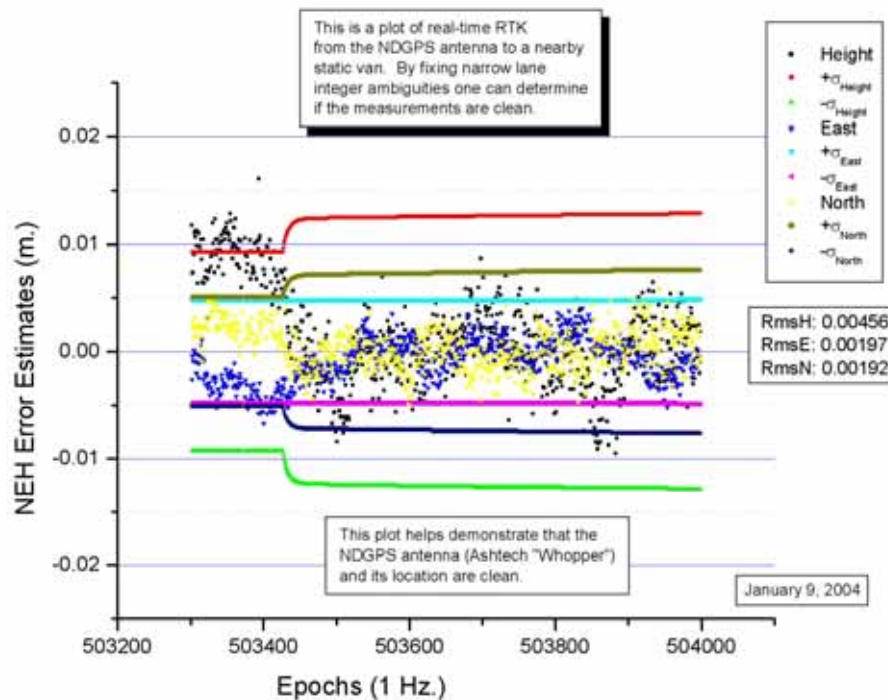 This is a plot of real-time RTK
from the NDGPS antenna to a nearby
static van. By fixing narrow lane
integer ambiguities one can determine
if the measurements are clean.
Height
+σHeight
-σHeight
East
+σEast
-σEast
North
+σNorth
-σNorth
RmsH: 0.00456
RmsE: 0.00197
RmsN: 0.00192
NEH Error Estimates (m.)
0.02
0.01
0.00
-0.01
-0.02
This plot helps demonstrate that the
NDGPS antenna (Ashtech "Whopper")
and its location are clean.
January 9, 2004
503200
503400
503600
503800
504000
Epochs (1 Hz.)